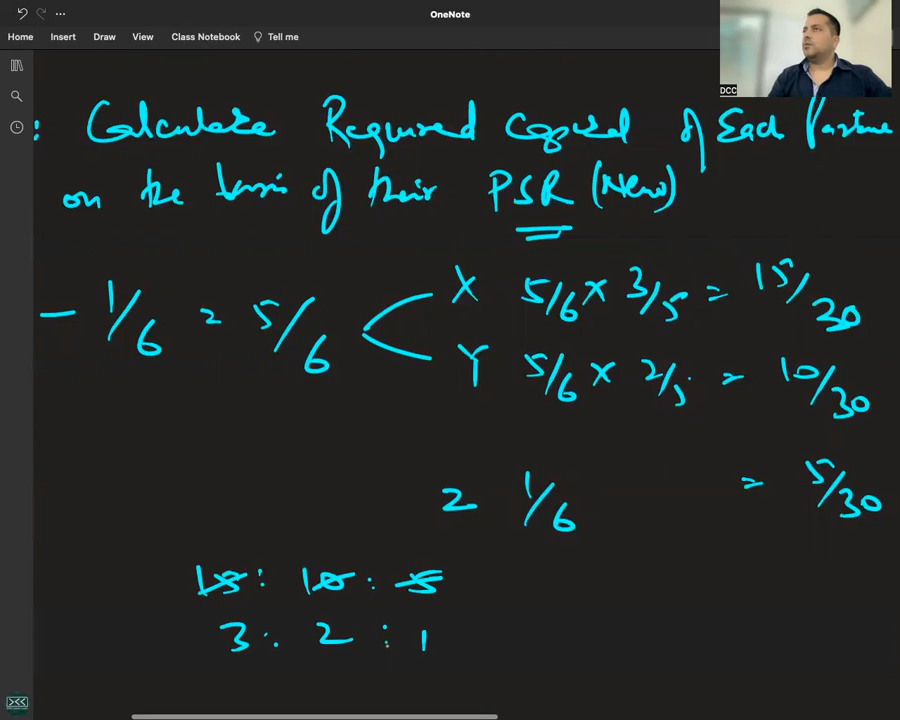 OneNote
Home Insert Draw View Class Notebook Tell me
DCC
: Calculate Required Capital of Each Partner
on the basis of their PSR (New)
- 1/6 = 5/6
X 5/6 x 3/5 = 15/30
Y 5/6 x 2/5 = 10/30
Z 1/6 = 5/30
15 : 10 : 5
3 : 2 : 1